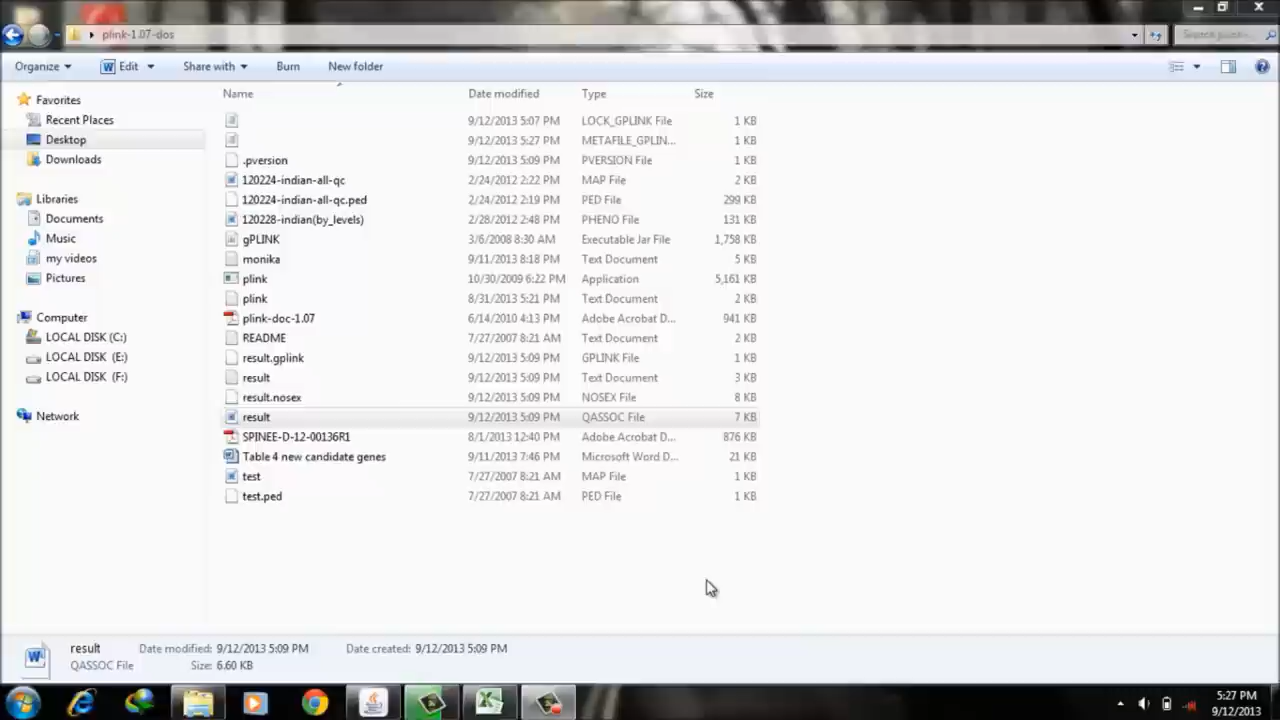 plink-1.07-dos
Organize Edit Share with Burn New folder
Name Date modified Type Size
Favorites
Recent Places
Desktop
Downloads
Libraries
Documents
Music
my videos
Pictures
Computer
LOCAL DISK (C:)
LOCAL DISK (E:)
LOCAL DISK (F:)
Network
9/12/2013 5:07 PM LOCK_GPLINK File 1 KB
9/12/2013 5:27 PM METAFILE_GPLIN... 1 KB
.pversion 9/12/2013 5:09 PM PVERSION File 1 KB
120224-indian-all-qc 2/24/2012 2:22 PM MAP File 2 KB
120224-indian-all-qc.ped 2/24/2012 2:19 PM PED File 299 KB
120228-indian(by_levels) 2/28/2012 2:48 PM PHENO File 131 KB
gPLINK 3/6/2008 8:30 AM Executable Jar File 1,758 KB
monika 9/11/2013 8:18 PM Text Document 5 KB
plink 10/30/2009 6:22 PM Application 5,161 KB
plink 8/31/2013 5:21 PM Text Document 2 KB
plink-doc-1.07 6/14/2010 4:13 PM Adobe Acrobat D... 941 KB
README 7/27/2007 8:21 AM Text Document 2 KB
result.gplink 9/12/2013 5:09 PM GPLINK File 1 KB
result 9/12/2013 5:09 PM Text Document 3 KB
result.nosex 9/12/2013 5:09 PM NOSEX File 8 KB
result 9/12/2013 5:09 PM QASSOC File 7 KB
SPINEE-D-12-00136R1 8/1/2013 12:40 PM Adobe Acrobat D... 876 KB
Table 4 new candidate genes 9/11/2013 7:46 PM Microsoft Word D... 21 KB
test 7/27/2007 8:21 AM MAP File 1 KB
test.ped 7/27/2007 8:21 AM PED File 1 KB
result Date modified: 9/12/2013 5:09 PM Date created: 9/12/2013 5:09 PM
QASSOC File Size: 6.60 KB
5:27 PM
9/12/2013